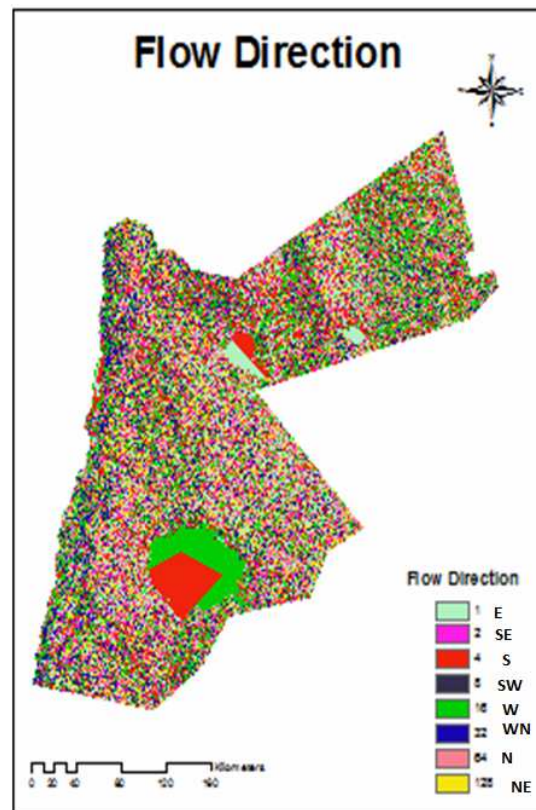 Flow Direction
Flow Direction
1 E
2 SE
4 S
8 SW
16 W
32 WN
64 N
128 NE
Kilometers
0 20 40 80 120 160